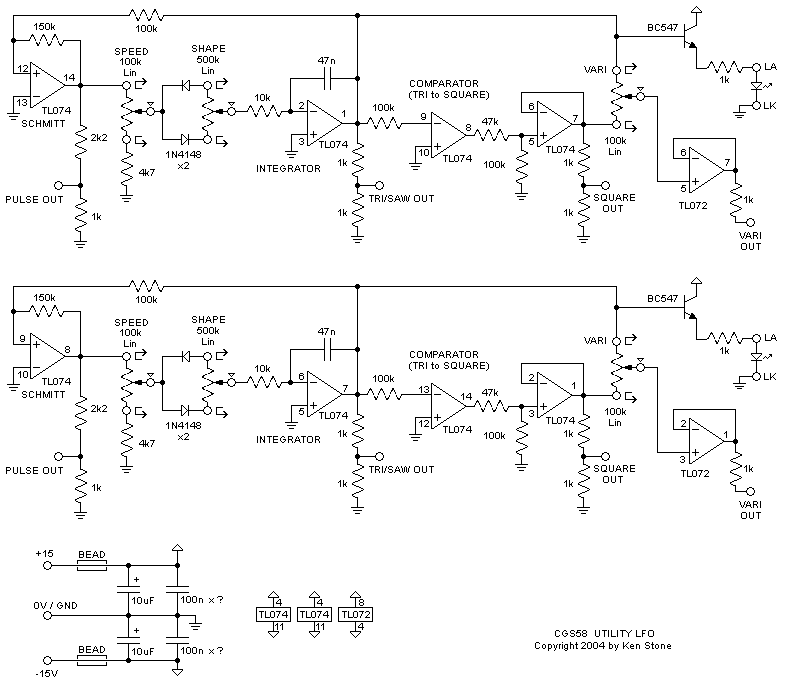 100k
150k
12
14
13
TL074
SCHMITT
SPEED
100k
Lin
SHAPE
500k
Lin
1N4148
x2
2k2
4k7
PULSE OUT
1k
10k
47n
2
1
3
TL074
INTEGRATOR
1k
TRI/SAW OUT
1k
100k
COMPARATOR
(TRI to SQUARE)
9
8
10
TL074
47k
100k
6
7
5
TL074
1k
SQUARE
OUT
1k
VARI
100k
Lin
BC547
1k
LA
LK
6
7
5
TL072
1k
VARI
OUT
100k
150k
9
8
10
TL074
SCHMITT
SPEED
100k
Lin
SHAPE
500k
Lin
1N4148
x2
2k2
4k7
PULSE OUT
1k
10k
47n
6
7
5
TL074
INTEGRATOR
1k
TRI/SAW OUT
1k
100k
COMPARATOR
(TRI to SQUARE)
13
14
12
TL074
47k
100k
2
1
3
TL074
1k
SQUARE
OUT
1k
VARI
100k
Lin
BC547
1k
LA
LK
2
1
3
TL072
1k
VARI
OUT
+15
BEAD
+
10uF
100n x ?
0V / GND
+
10uF
100n x ?
BEAD
-15V
4
TL074
11
4
TL074
11
8
TL072
4
CGS58 UTILITY LFO
Copyright 2004 by Ken Stone